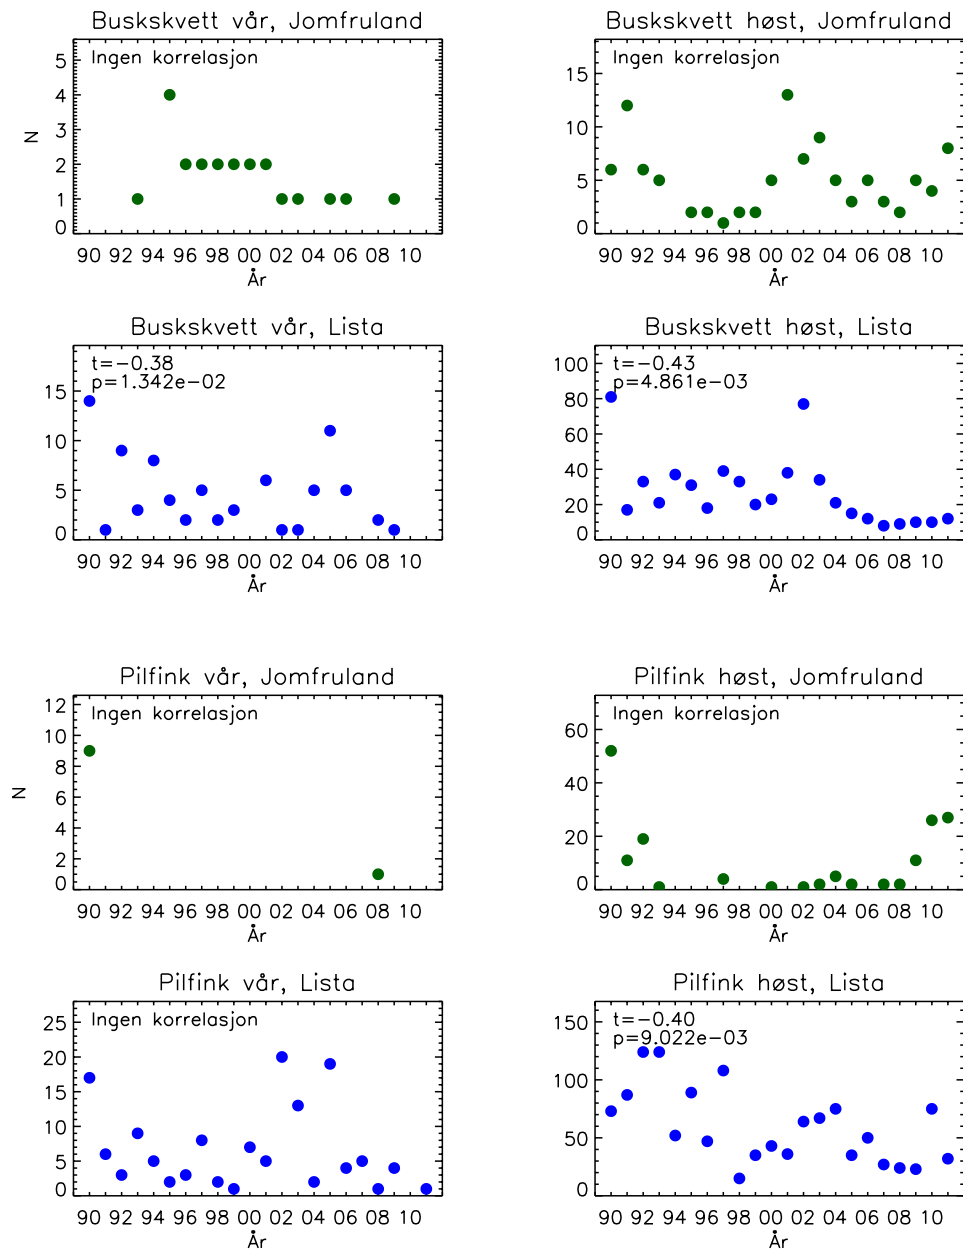 Buskskvett vår, Jomfruland
Ingen korrelasjon
5
4
3
2
1
0
N
90 92 94 96 98 00 02 04 06 08 10
År
Buskskvett høst, Jomfruland
Ingen korrelasjon
15
10
5
0
90 92 94 96 98 00 02 04 06 08 10
År
Buskskvett vår, Lista
t=−0.38
p=1.342e−02
15
10
5
0
90 92 94 96 98 00 02 04 06 08 10
År
Buskskvett høst, Lista
t=−0.43
p=4.861e−03
100
80
60
40
20
0
90 92 94 96 98 00 02 04 06 08 10
År
Pilfink vår, Jomfruland
Ingen korrelasjon
12
10
8
6
4
2
0
N
90 92 94 96 98 00 02 04 06 08 10
År
Pilfink høst, Jomfruland
Ingen korrelasjon
60
40
20
0
90 92 94 96 98 00 02 04 06 08 10
År
Pilfink vår, Lista
Ingen korrelasjon
25
20
15
10
5
0
90 92 94 96 98 00 02 04 06 08 10
År
Pilfink høst, Lista
t=−0.40
p=9.022e−03
150
100
50
0
90 92 94 96 98 00 02 04 06 08 10
År